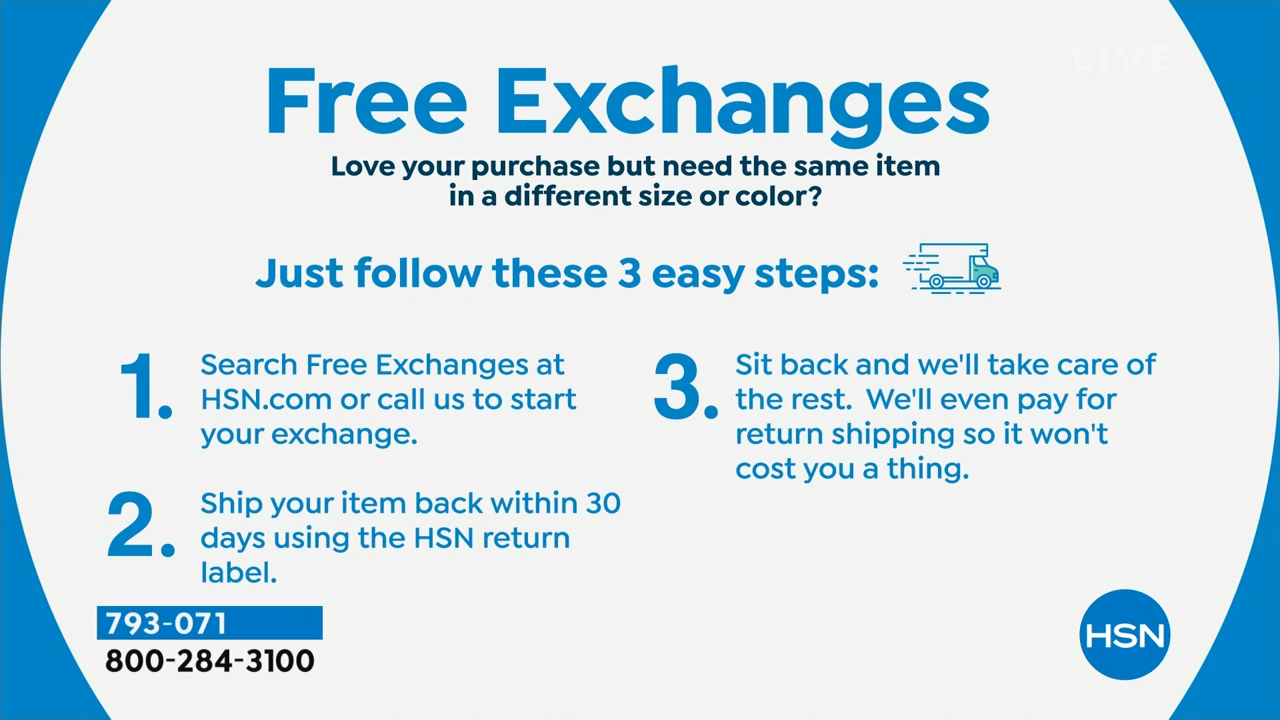 LIVE
Free Exchanges
Love your purchase but need the same item
in a different size or color?
Just follow these 3 easy steps:
1. Search Free Exchanges at
HSN.com or call us to start
your exchange.
2. Ship your item back within 30
days using the HSN return
label.
3. Sit back and we'll take care of
the rest. We'll even pay for
return shipping so it won't
cost you a thing.
793-071
800-284-3100
HSN